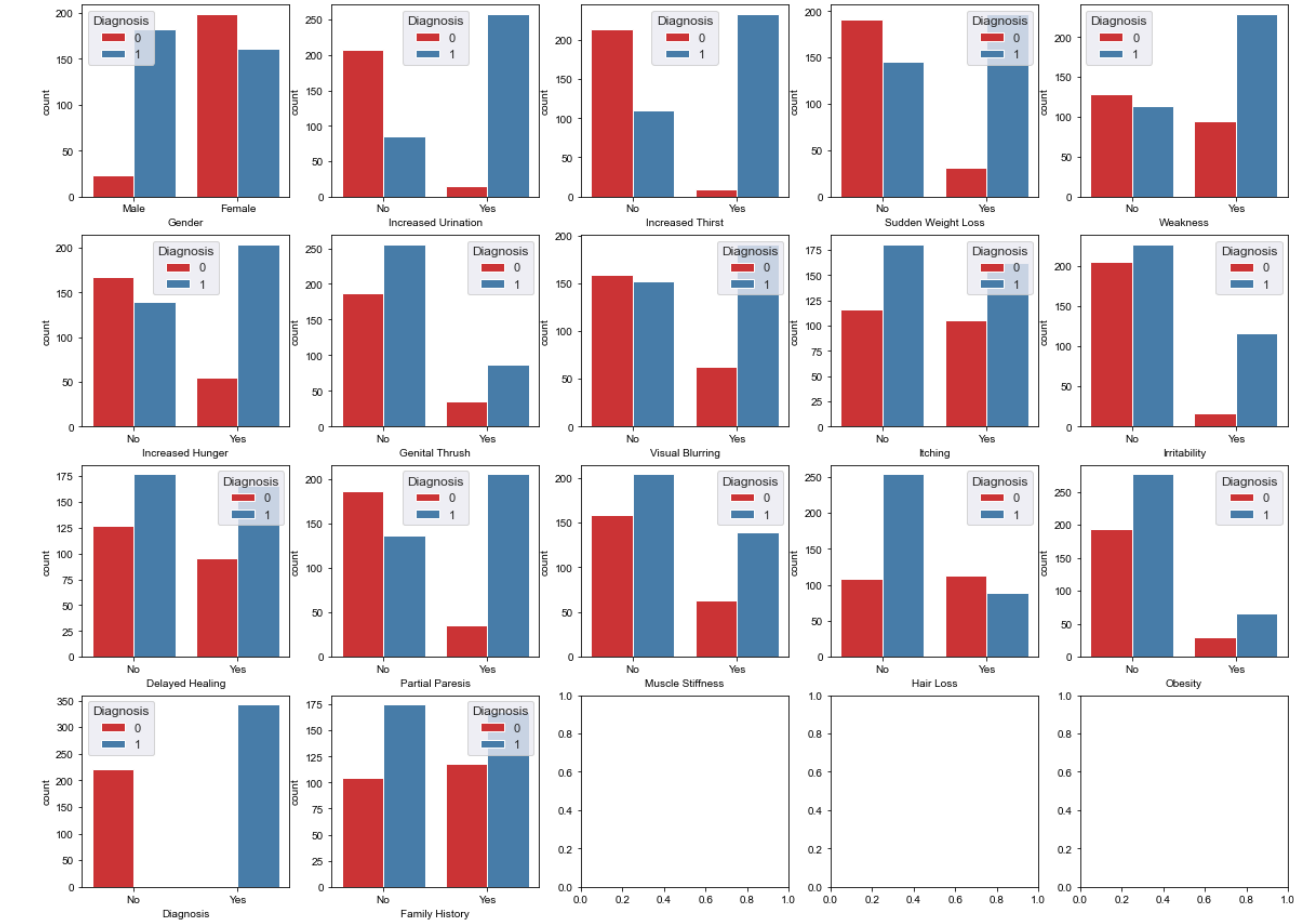 Diagnosis
0
1
200
150
100
50
0
count
Male Female
Gender
Diagnosis
0
1
250
200
150
100
50
0
count
No Yes
Increased Urination
Diagnosis
0
1
200
150
100
50
0
count
No Yes
Increased Thirst
Diagnosis
0
1
200
150
100
50
0
count
No Yes
Sudden Weight Loss
Diagnosis
0
1
200
150
100
50
0
count
No Yes
Weakness
Diagnosis
0
1
200
150
100
50
0
count
No Yes
Increased Hunger
Diagnosis
0
1
250
200
150
100
50
0
count
No Yes
Genital Thrush
Diagnosis
0
1
200
150
100
50
0
count
No Yes
Visual Blurring
Diagnosis
0
1
175
150
125
100
75
50
25
0
count
No Yes
Itching
Diagnosis
0
1
200
150
100
50
0
count
No Yes
Irritability
Diagnosis
0
1
175
150
125
100
75
50
25
0
count
No Yes
Delayed Healing
Diagnosis
0
1
200
150
100
50
0
count
No Yes
Partial Paresis
Diagnosis
0
1
200
150
100
50
0
count
No Yes
Muscle Stiffness
Diagnosis
0
1
250
200
150
100
50
0
count
No Yes
Hair Loss
Diagnosis
0
1
250
200
150
100
50
0
count
No Yes
Obesity
Diagnosis
0
1
350
300
250
200
150
100
50
0
count
No Yes
Diagnosis
Diagnosis
0
1
175
150
125
100
75
50
25
0
count
No Yes
Family History
1.0
0.8
0.6
0.4
0.2
0.0
0.0 0.2 0.4 0.6 0.8 1.0
1.0
0.8
0.6
0.4
0.2
0.0
0.0 0.2 0.4 0.6 0.8 1.0
1.0
0.8
0.6
0.4
0.2
0.0
0.0 0.2 0.4 0.6 0.8 1.0